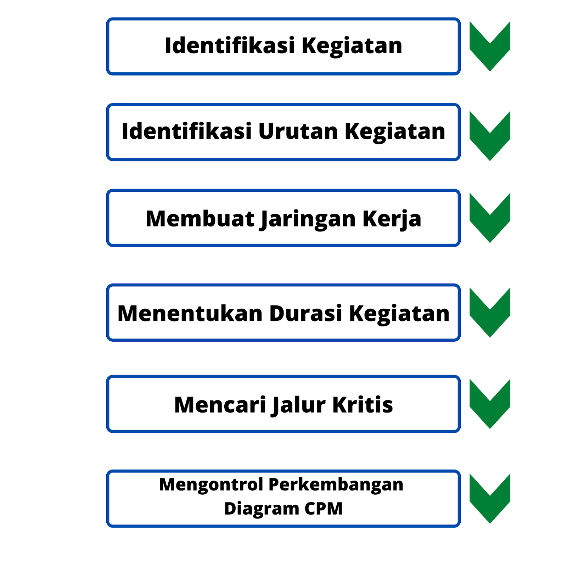 Identifikasi Kegiatan
Identifikasi Urutan Kegiatan
Membuat Jaringan Kerja
Menentukan Durasi Kegiatan
Mencari Jalur Kritis
Mengontrol Perkembangan
Diagram CPM